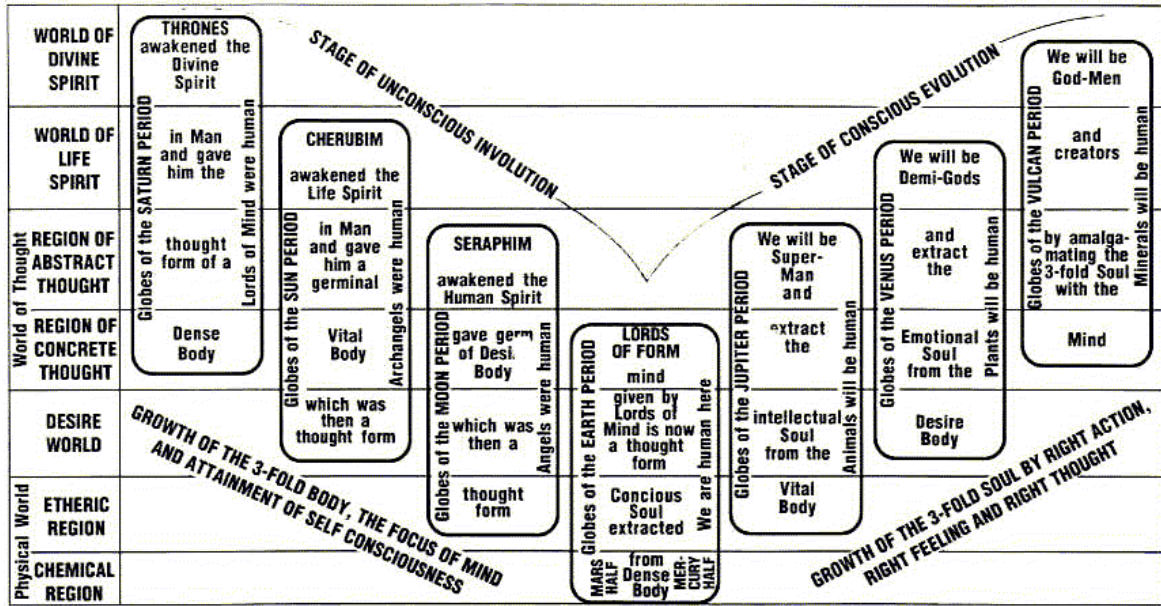 WORLD OF
DIVINE
SPIRIT
WORLD OF
LIFE
SPIRIT
World of Thought
REGION OF
ABSTRACT
THOUGHT
REGION OF
CONCRETE
THOUGHT
DESIRE
WORLD
Physical World
ETHERIC
REGION
CHEMICAL
REGION
STAGE OF UNCONSCIOUS INVOLUTION
STAGE OF CONSCIOUS EVOLUTION
Globes of the SATURN PERIOD
THRONES
awakened the
Divine
Spirit
in Man
and gave
him the
thought
form of a
Dense
Body
Lords of Mind were human
Globes of the SUN PERIOD
CHERUBIM
awakened the
Life Spirit
in Man
and gave
him a
germinal
Vital
Body
which was
then a
thought form
Archangels were human
Globes of the MOON PERIOD
SERAPHIM
awakened the
Human Spirit
gave germ
of Desi
Body
which was
then a
thought
form
Angels were human
Globes of the EARTH PERIOD
LORDS
OF FORM
mind
given by
Lords of
Mind is now
a thought
form
Concious
Soul
extracted
from
Dense
Body
We are human here
MARS
HALF
MER-
CURY
HALF
Globes of the JUPITER PERIOD
We will be
Super-
Man
and
extract
the
intellectual
Soul
from the
Vital
Body
Animals will be human
Globes of the VENUS PERIOD
We will be
Demi-Gods
and
extract
the
Emotional
Soul
from the
Desire
Body
Plants will be human
Globes of the VULCAN PERIOD
We will be
God-Men
and
creators
by amalga-
mating the
3-fold Soul
with the
Mind
Minerals will be human
GROWTH OF THE 3-FOLD BODY, THE FOCUS OF MIND
AND ATTAINMENT OF SELF CONSCIOUSNESS
GROWTH OF THE 3-FOLD SOUL BY RIGHT ACTION,
RIGHT FEELING AND RIGHT THOUGHT